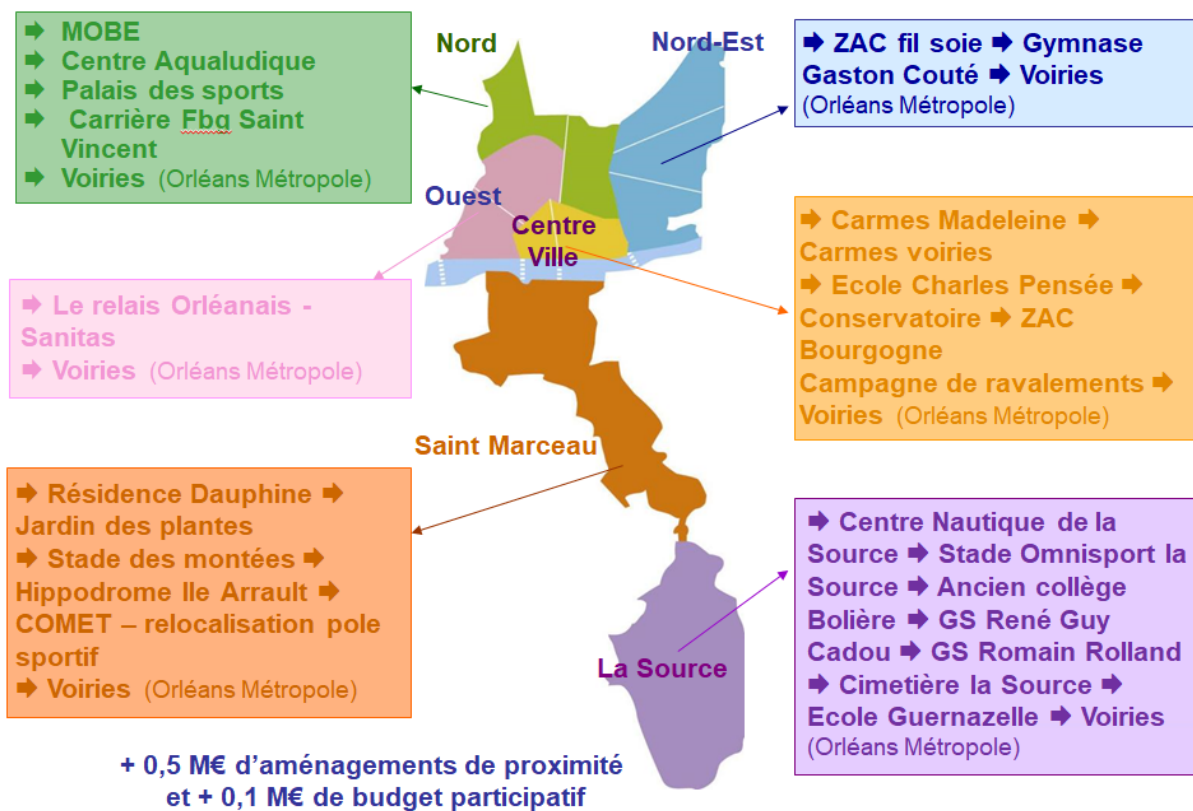 ➡ MOBE
➡ Centre Aqualudique
➡ Palais des sports
➡ Carrière Fbq Saint
Vincent
➡ Voiries (Orléans Métropole)
Nord
Nord-Est
➡ ZAC fil soie ➡ Gymnase
Gaston Couté ➡ Voiries
(Orléans Métropole)
Ouest
Centre
Ville
➡ Le relais Orléanais -
Sanitas
➡ Voiries (Orléans Métropole)
➡ Carmes Madeleine ➡
Carmes voiries
➡ Ecole Charles Pensée ➡
Conservatoire ➡ ZAC
Bourgogne
Campagne de ravalements ➡
Voiries (Orléans Métropole)
Saint Marceau
➡ Résidence Dauphine ➡
Jardin des plantes
➡ Stade des montées ➡
Hippodrome Ile Arrault ➡
COMET – relocalisation pole
sportif
➡ Voiries (Orléans Métropole)
La Source
➡ Centre Nautique de la
Source ➡ Stade Omnisport la
Source ➡ Ancien collège
Bolière ➡ GS René Guy
Cadou ➡ GS Romain Rolland
➡ Cimetière la Source ➡
Ecole Guernazelle ➡ Voiries
(Orléans Métropole)
+ 0,5 M€ d’aménagements de proximité
et + 0,1 M€ de budget participatif